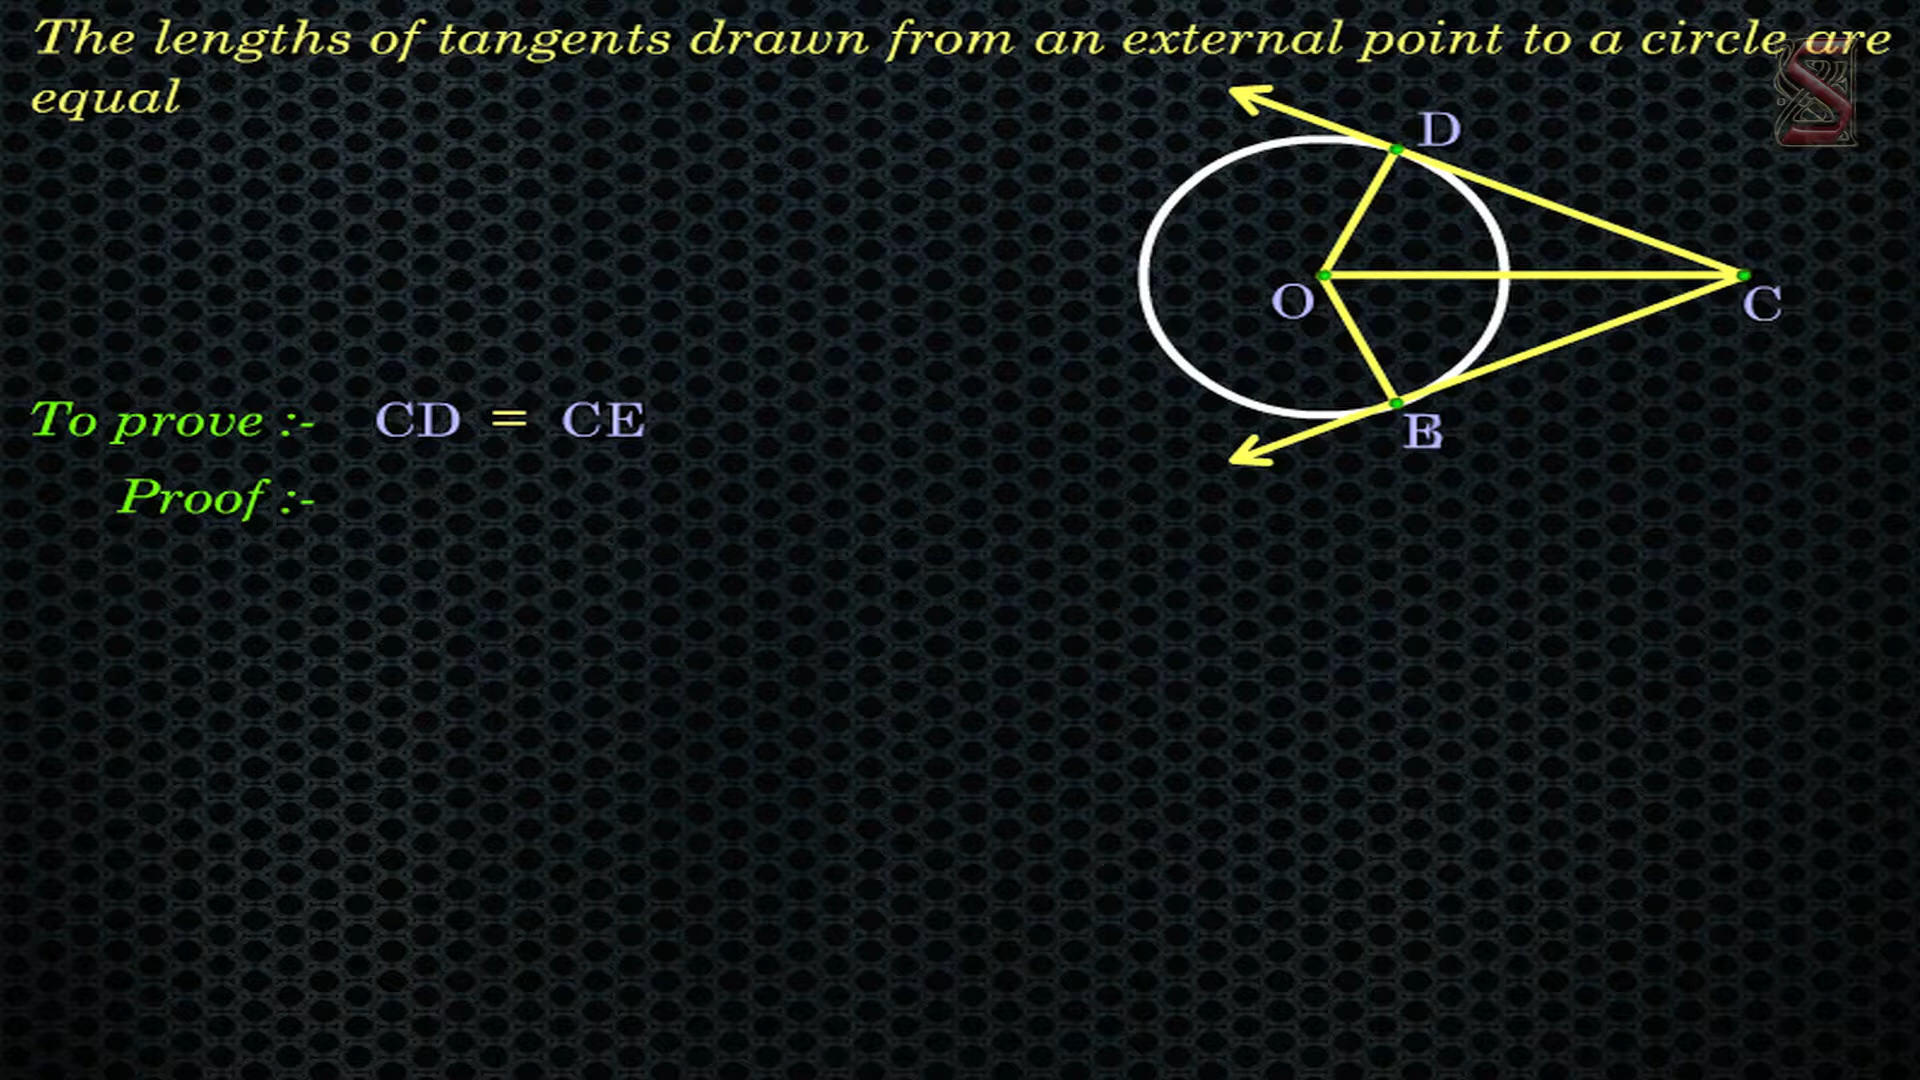 The lengths of tangents drawn from an external point to a circle are
equal
D
O
C
To prove :- CD = CE
Proof :-